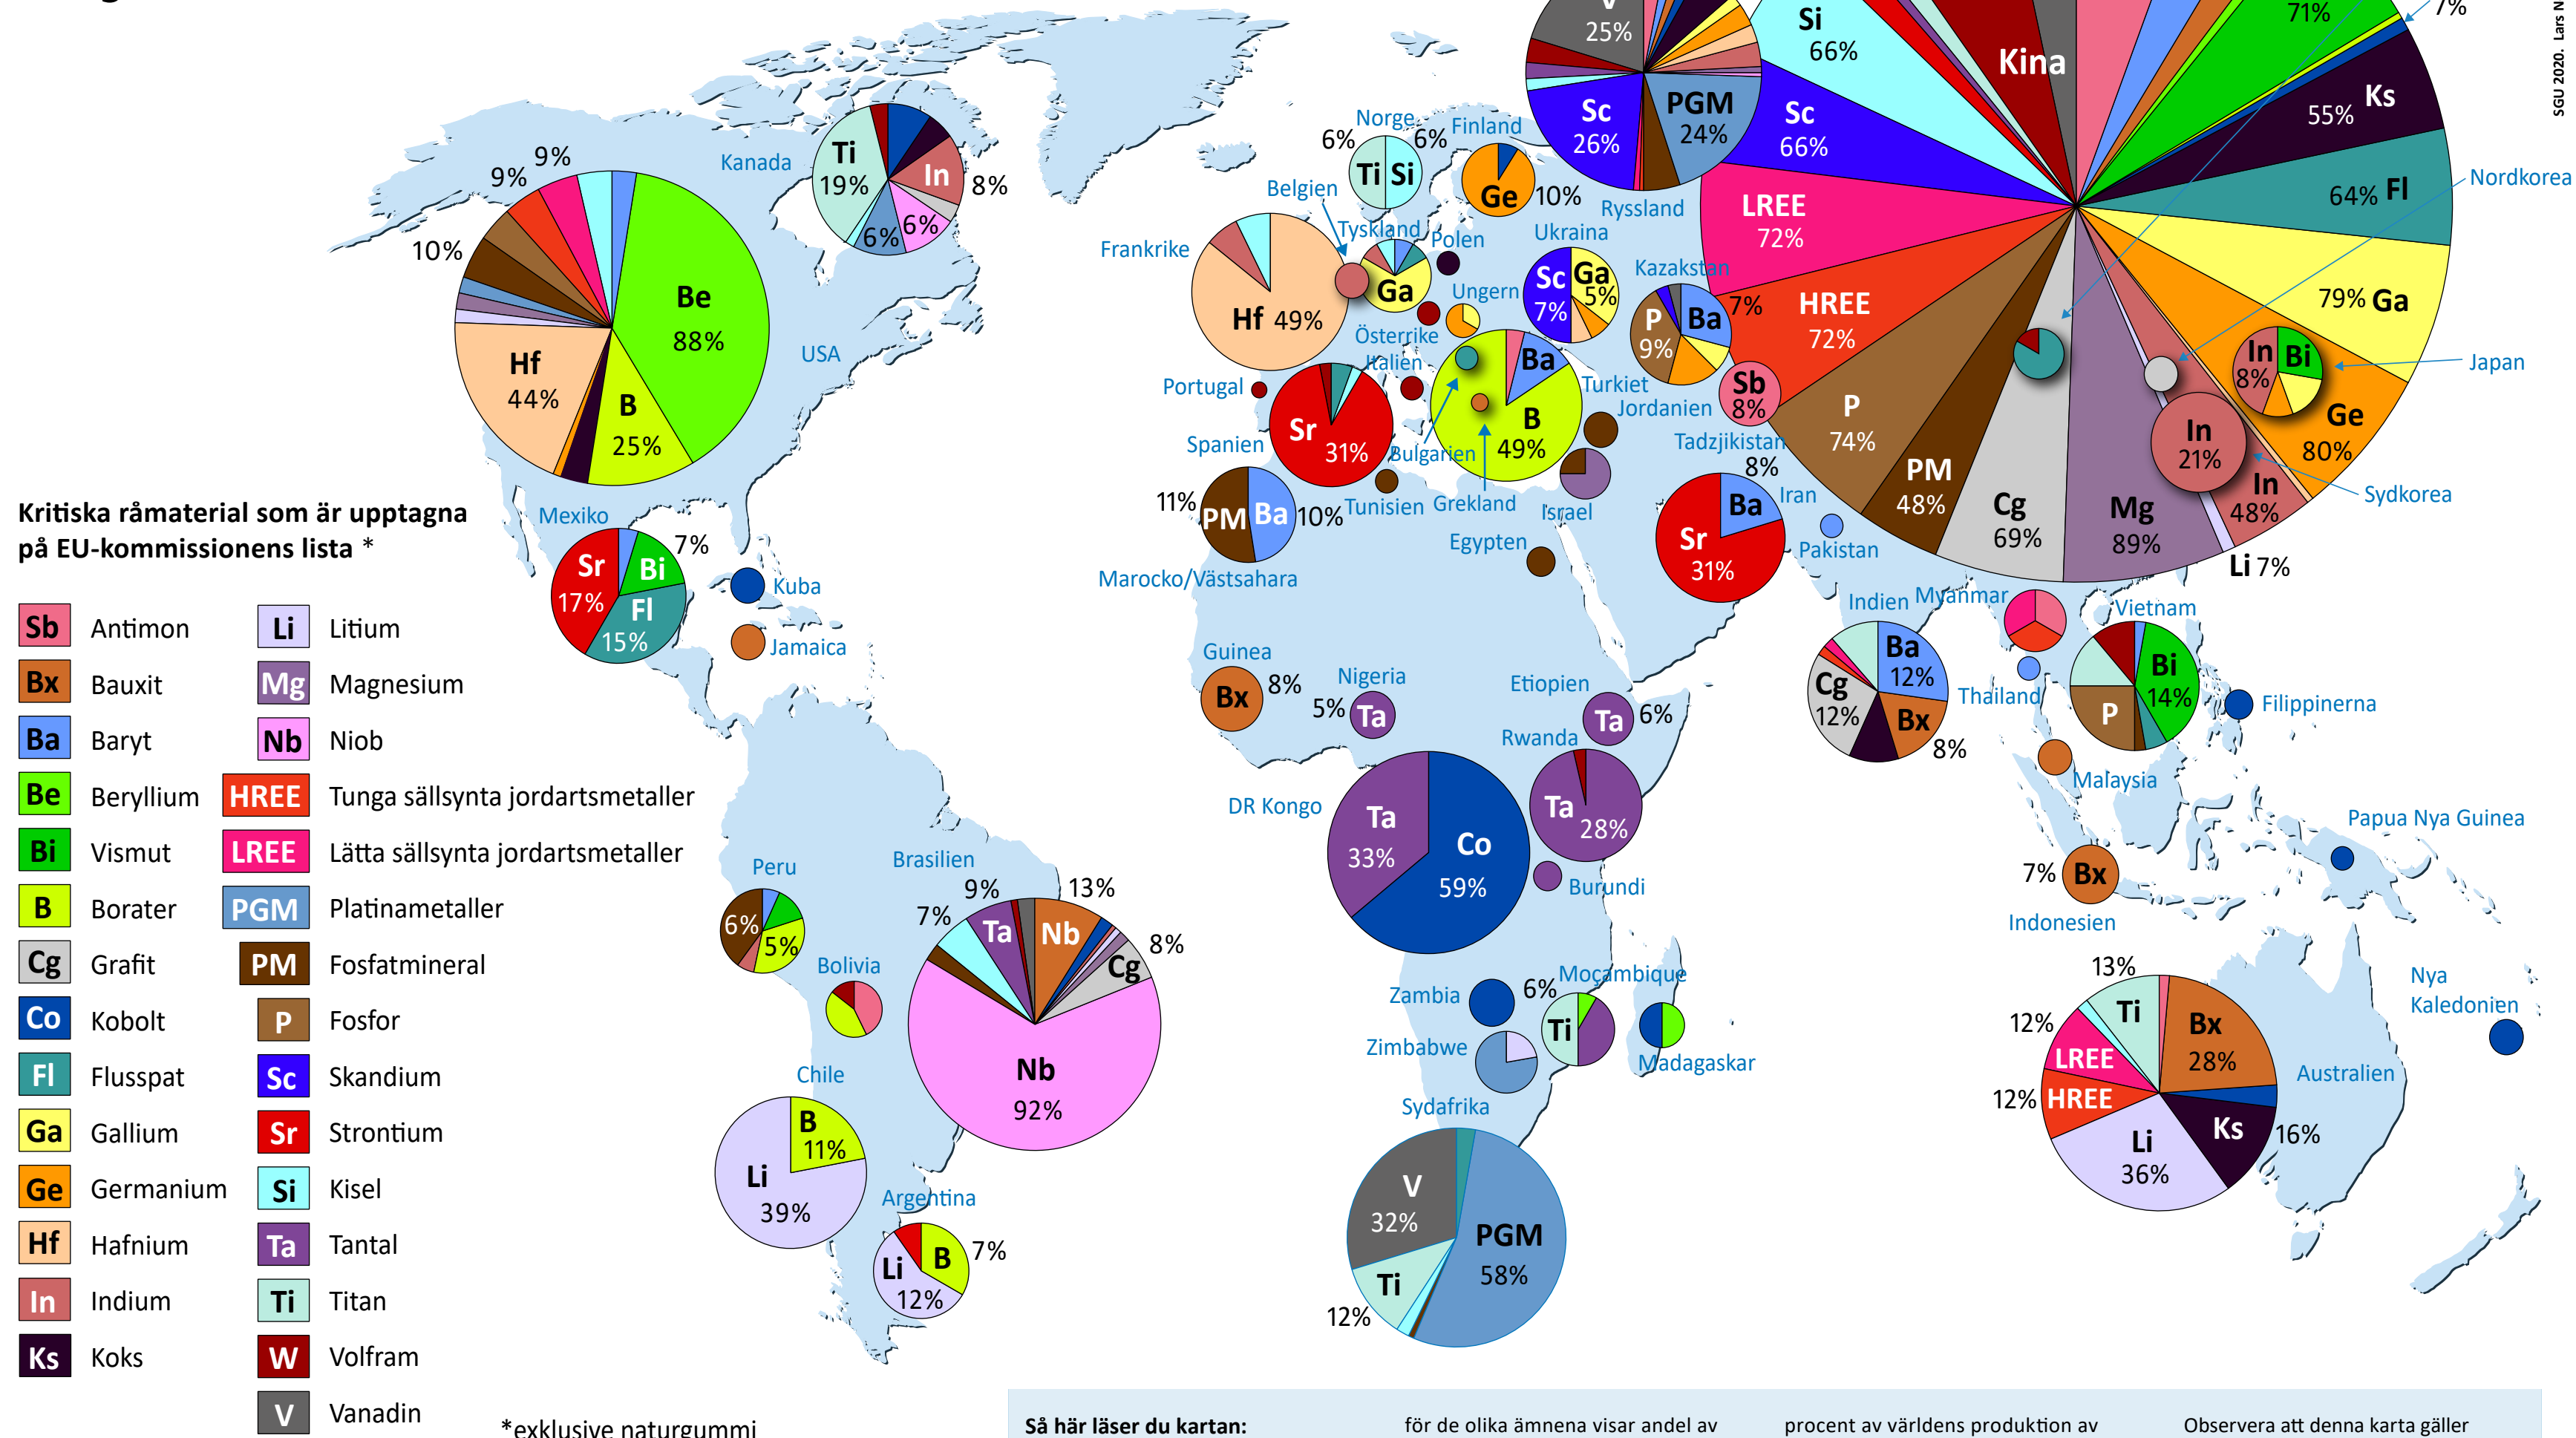 SGU 2020. Lars N
V
25%
Si
66%
Kina
71%
7%
Ks
55%
Sc
26%
PGM
24%
Sc
66%
64% Fl
Nordkorea
LREE
72%
79% Ga
HREE
72%
In
8%
Bi
Japan
Ge
80%
P
74%
PM
48%
Cg
69%
Mg
89%
In
21%
In
48%
Li 7%
Sydkorea
Ryssland
Kanada
Ti
19%
In
8%
6%
6%
9%
9%
10%
Be
88%
Hf
44%
B
25%
USA
Norge
6%
6%
Ti
Si
Finland
Ge
10%
Belgien
Tyskland
Polen
Ga
Frankrike
Hf 49%
Ukraina
Sc
7%
Ga
5%
Ungern
Österrike
Italien
Kazakstan
P
9%
Ba
7%
Sb
8%
Tadzjikistan
Portugal
Spanien
Sr
31%
Ba
B
49%
Turkiet
Jordanien
Bulgarien
Grekland
Tunisien
Israel
Egypten
11%
PM
Ba
10%
Marocko/Västsahara
8%
Ba
Iran
Sr
31%
Pakistan
Mexiko
Sr
17%
Bi
7%
Fl
15%
Kuba
Jamaica
Indien
Ba
12%
Cg
12%
Bx
8%
Myanmar
Thailand
Vietnam
Bi
14%
P
Filippinerna
Malaysia
Papua Nya Guinea
7%
Bx
Indonesien
Guinea
Bx
8%
Nigeria
5%
Ta
Etiopien
Ta
6%
Rwanda
Ta
28%
DR Kongo
Ta
33%
Co
59%
Burundi
Peru
6%
5%
Bolivia
Brasilien
7%
9%
13%
8%
Ta
Nb
Cg
Nb
92%
Chile
B
11%
Li
39%
Argentina
Li
12%
B
7%
Zambia
Zimbabwe
Moçambique
6%
Ti
Madagaskar
Sydafrika
V
32%
PGM
58%
Ti
12%
Australien
13%
Ti
Bx
28%
12%
LREE
12%
HREE
Li
36%
Ks
16%
Nya
Kaledonien
Kritiska råmaterial som är upptagna
på EU-kommissionens lista *
Sb Antimon
Bx Bauxit
Ba Baryt
Be Beryllium
Bi Vismut
B Borater
Cg Grafit
Co Kobolt
Fl Flusspat
Ga Gallium
Ge Germanium
Hf Hafnium
In Indium
Ks Koks
Li Litium
Mg Magnesium
Nb Niob
HREE Tunga sällsynta jordartsmetaller
LREE Lätta sällsynta jordartsmetaller
PGM Platinametaller
PM Fosfatmineral
P Fosfor
Sc Skandium
Sr Strontium
Si Kisel
Ta Tantal
Ti Titan
W Volfram
V Vanadin
*exklusive naturgummi
Så här läser du kartan:
för de olika ämnena visar andel av
procent av världens produktion av
Observera att denna karta gäller